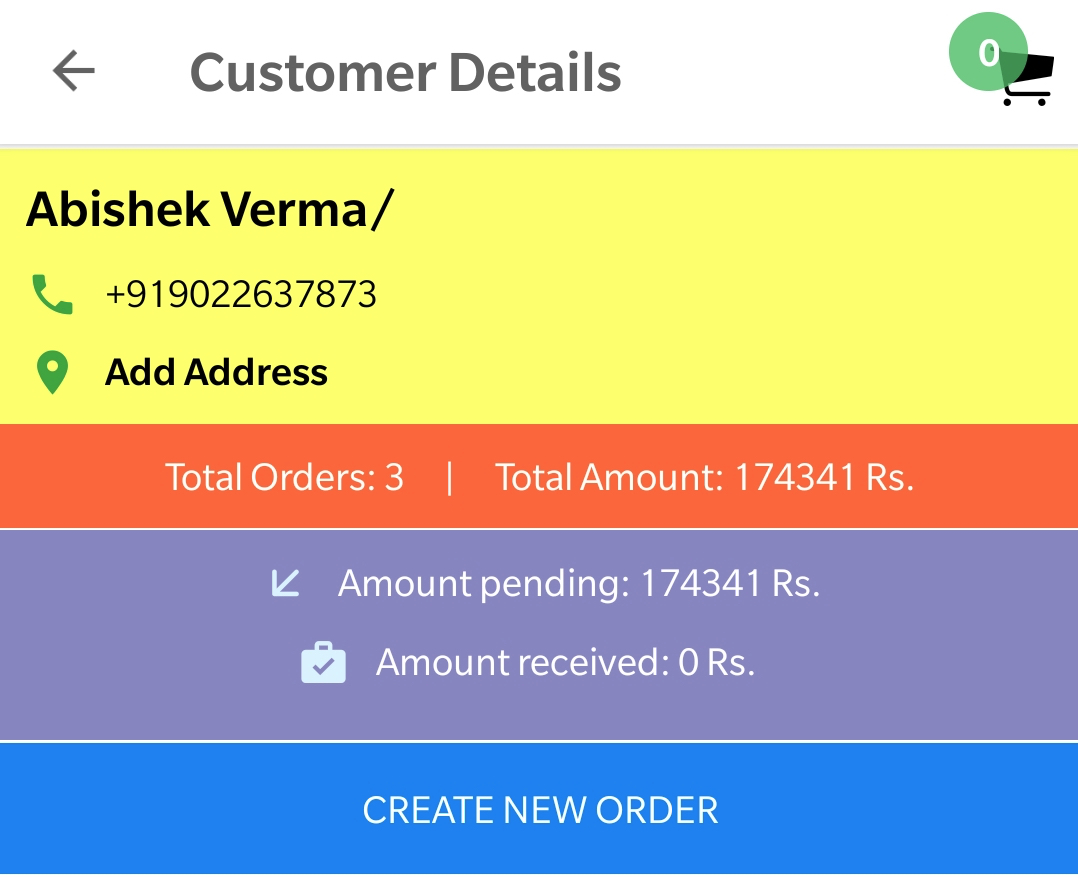 Customer Details
0
Abishek Verma/
+919022637873
Add Address
Total Orders: 3 | Total Amount: 174341 Rs.
Amount pending: 174341 Rs.
Amount received: 0 Rs.
CREATE NEW ORDER